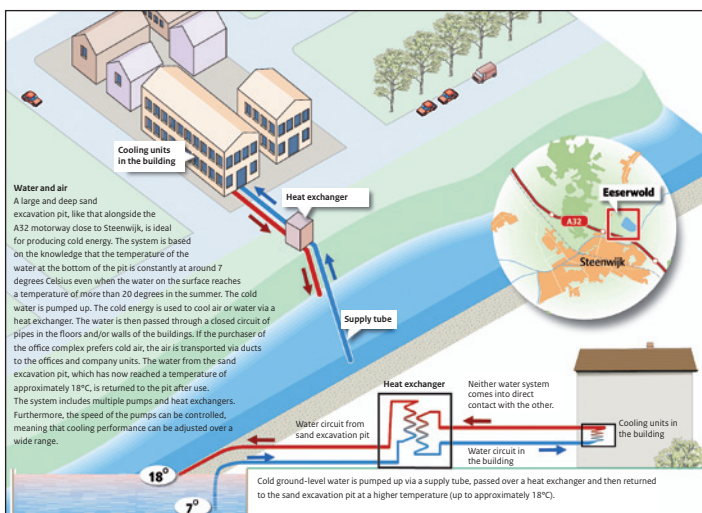 Cooling units
in the building
Heat exchanger
Supply tube
Water and air
A large and deep sand
excavation pit, like that alongside the
A32 motorway close to Steenwijk, is ideal
for producing cold energy. The system is based
on the knowledge that the temperature of the
water at the bottom of the pit is constantly at around 7
degrees Celsius even when the water on the surface reaches
a temperature of more than 20 degrees in the summer. The cold
water is pumped up. The cold energy is used to cool air or water via a
heat exchanger. The water is then passed through a closed circuit of
pipes in the floors and/or walls of the buildings. If the purchaser of
the office complex prefers cold air, the air is transported via ducts
to the offices and company units. The water from the sand
excavation pit, which has now reached a temperature of
approximately 18°C, is returned to the pit after use.
The system includes multiple pumps and heat exchangers.
Furthermore, the speed of the pumps can be controlled,
meaning that cooling performance can be adjusted over a
wide range.
Eeserwold
A32
Steenwijk
Heat exchanger
Neither water system
comes into direct
contact with the other.
Water circuit from
sand excavation pit
Water circuit in
the building
Cooling units in
the building
18°
7°
Cold ground-level water is pumped up via a supply tube, passed over a heat exchanger and then returned
to the sand excavation pit at a higher temperature (up to approximately 18°C).